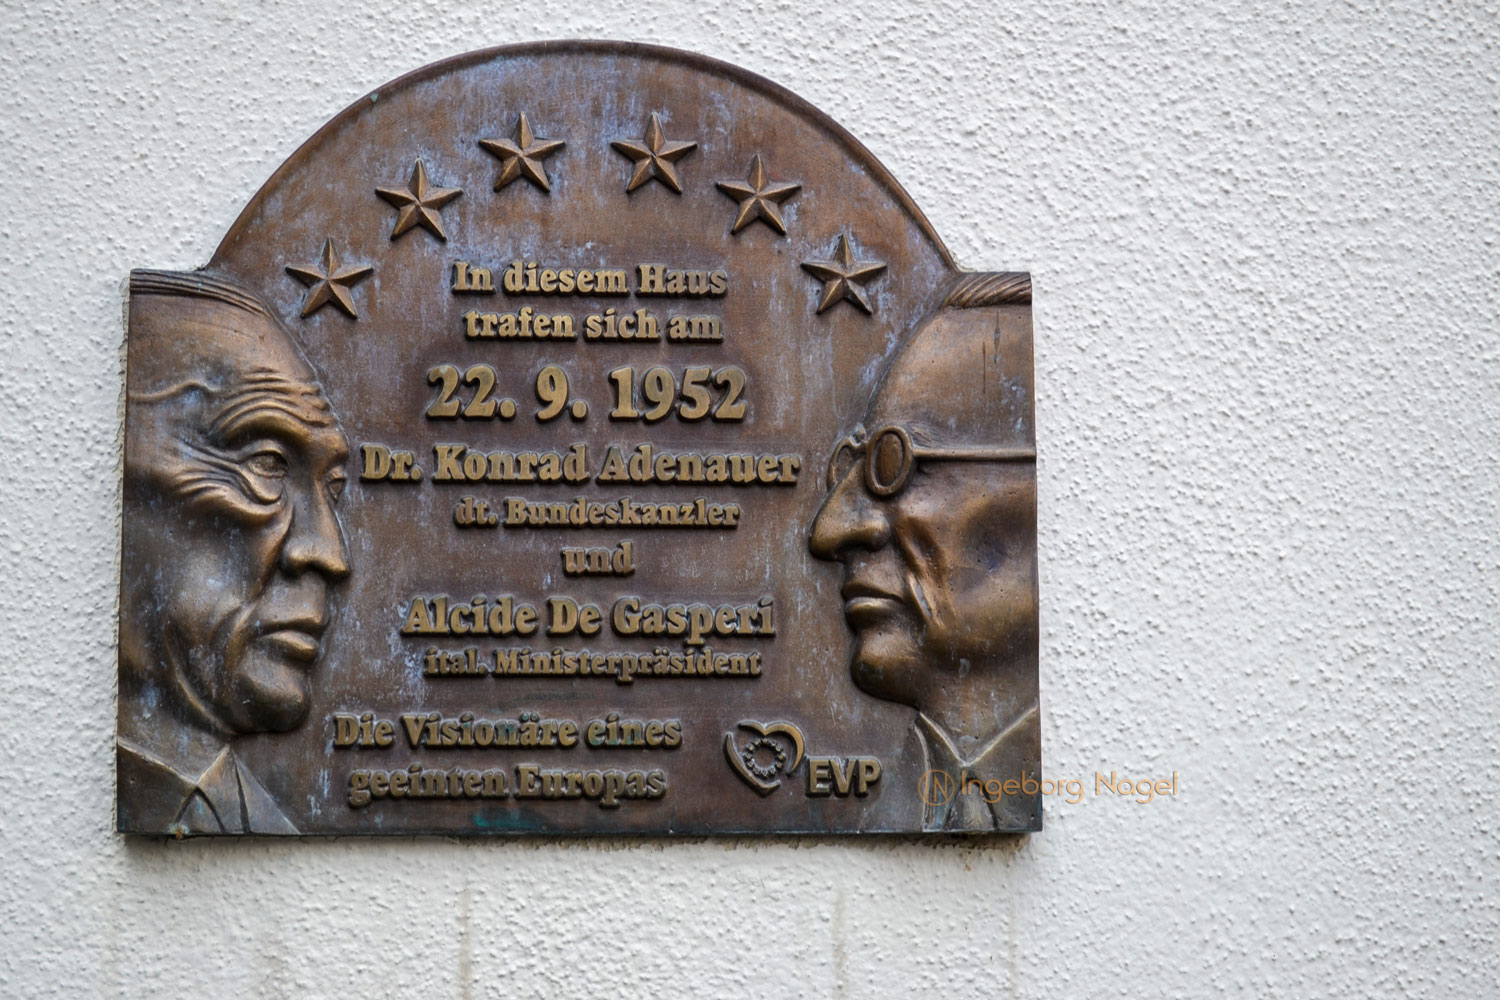 In diesem Haus
trafen sich am
22. 9. 1952
Dr. Konrad Adenauer
dt. Bundeskanzler
und
Alcide De Gasperi
ital. Ministerpräsident
Die Visionäre eines
geeinten Europas
EVP
N Ingeborg Nagel